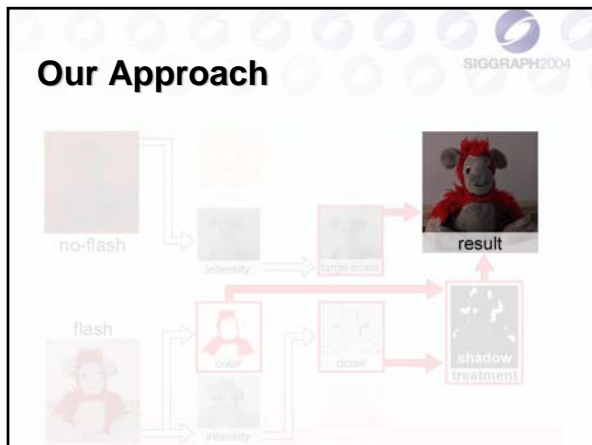 SIGGRAPH2004
Our Approach
no-flash
intensity
large scale
result
flash
color
detail
shadow
treatment
intensity